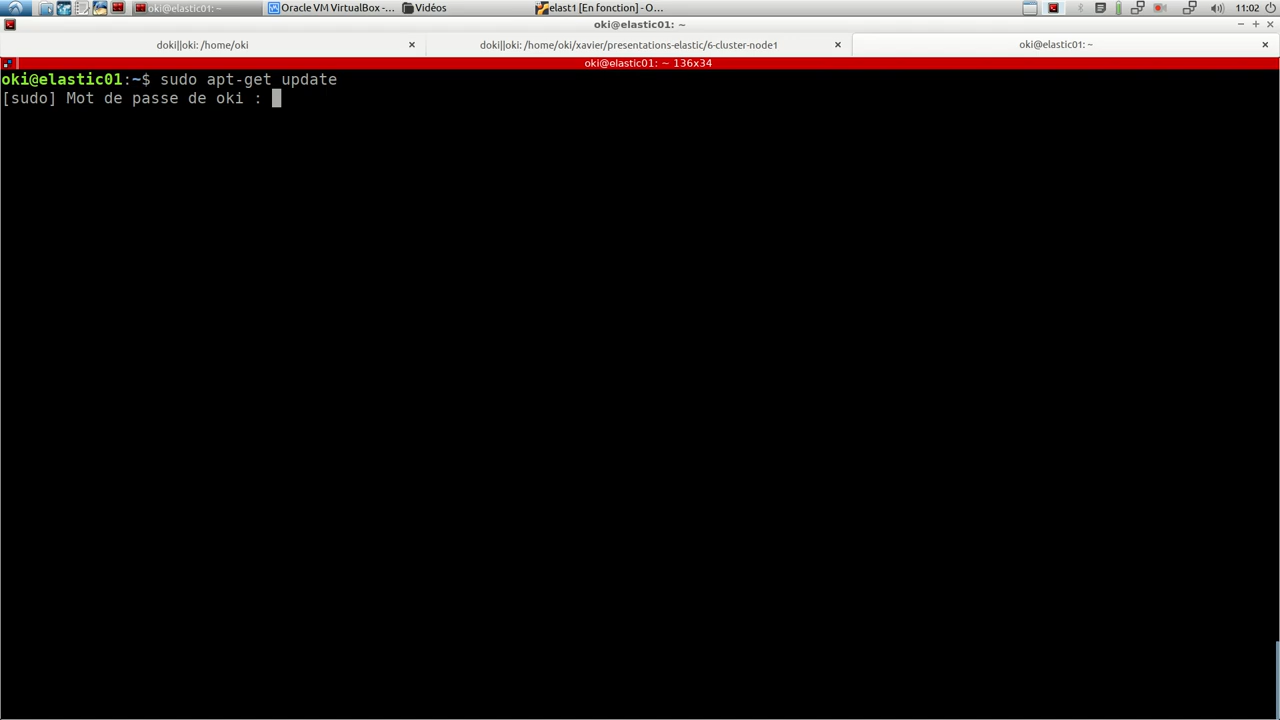 oki@elastic01: ~
Oracle VM VirtualBox -...
Vidéos
elast1 [En fonction] - O...
11:02
oki@elastic01: ~
doki||oki: /home/oki
doki||oki: /home/oki/xavier/presentations-elastic/6-cluster-node1
oki@elastic01: ~
oki@elastic01: ~ 136x34
oki@elastic01:~$ sudo apt-get update
[sudo] Mot de passe de oki :